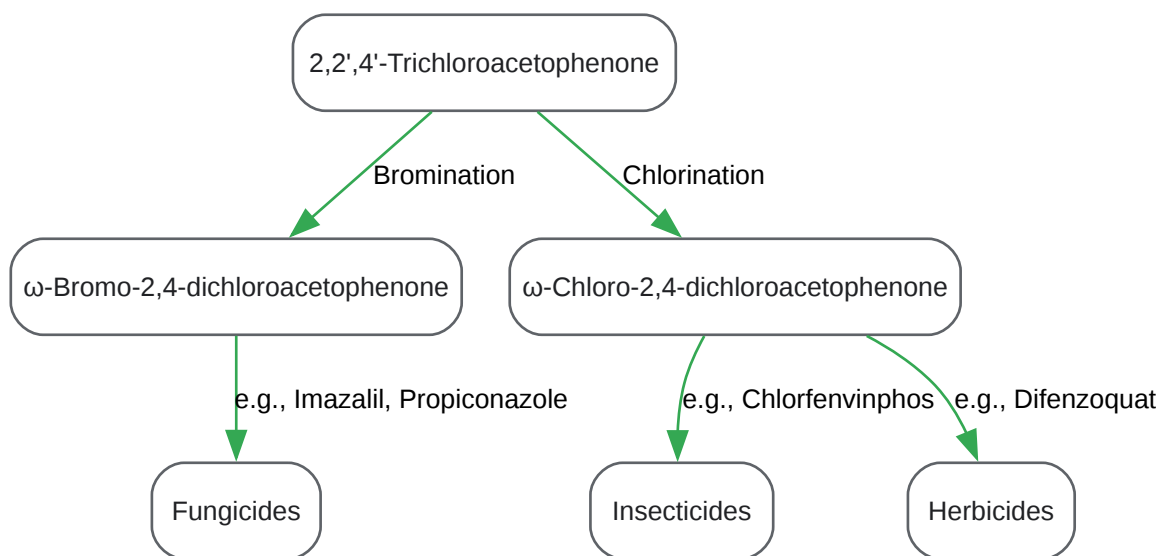 2,2',4'-Trichloroacetophenone
Bromination
Chlorination
ω-Bromo-2,4-dichloroacetophenone
ω-Chloro-2,4-dichloroacetophenone
e.g., Imazalil, Propiconazole
e.g., Chlorfenvinphos
e.g., Difenzoquat
Fungicides
Insecticides
Herbicides